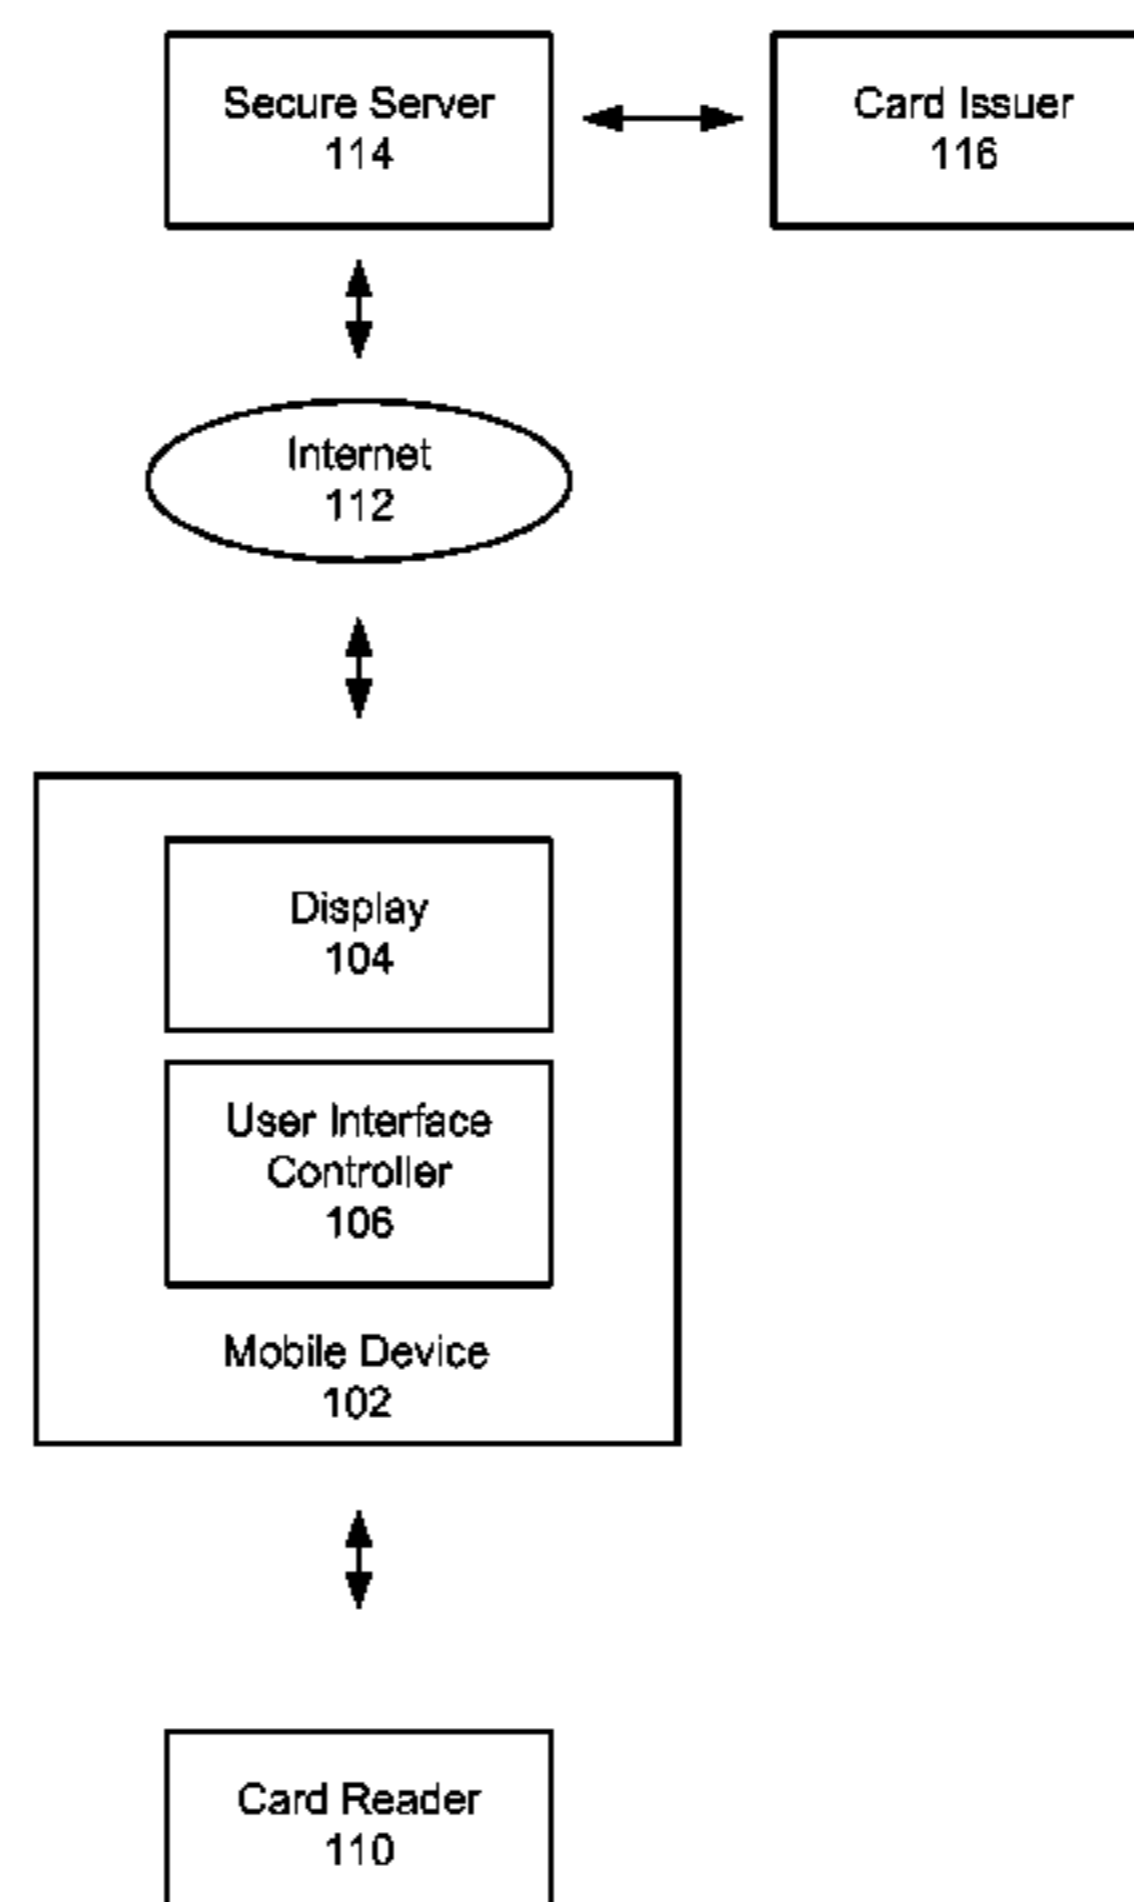 Secure Server
114
Card Issuer
116
Internet
112
Display
104
User Interface
Controller
106
Mobile Device
102
Card Reader
110